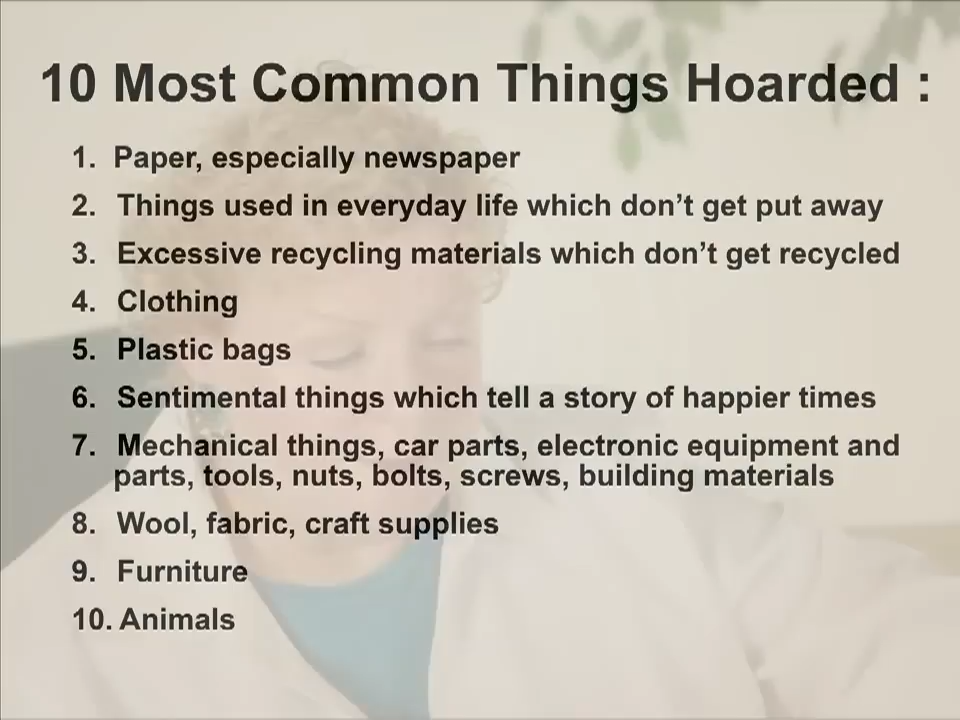 10 Most Common Things Hoarded :
1. Paper, especially newspaper
2. Things used in everyday life which don’t get put away
3. Excessive recycling materials which don’t get recycled
4. Clothing
5. Plastic bags
6. Sentimental things which tell a story of happier times
7. Mechanical things, car parts, electronic equipment and
parts, tools, nuts, bolts, screws, building materials
8. Wool, fabric, craft supplies
9. Furniture
10. Animals